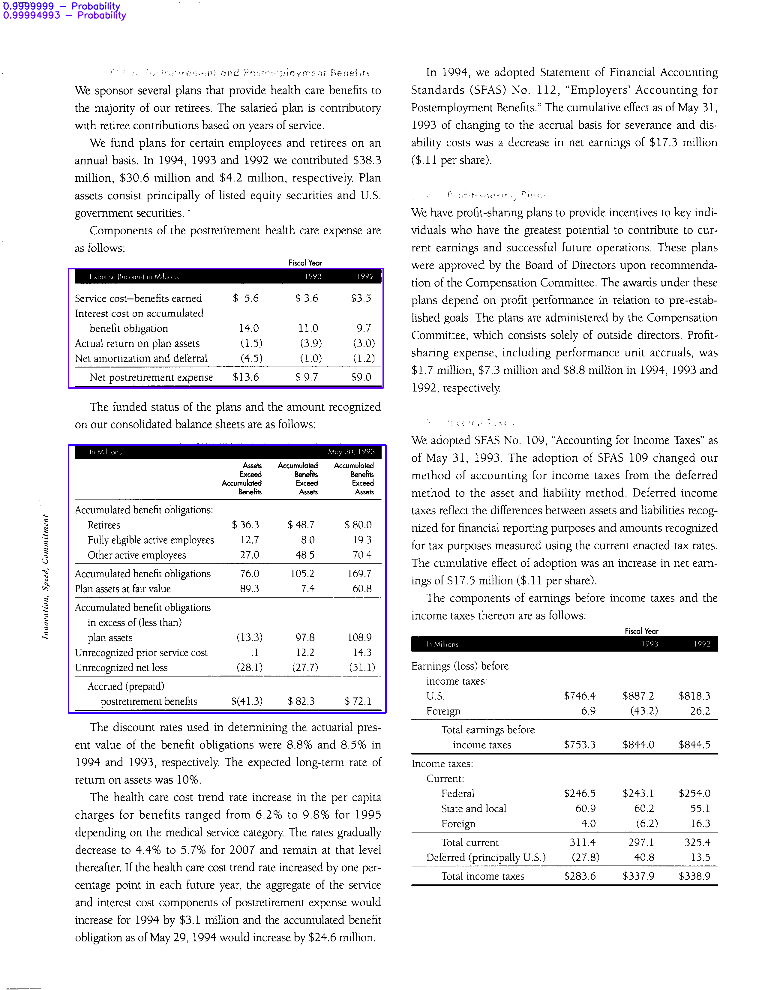 0.9999999 — Probability
0.99994993 — Probability
and Postemployment Benefits
We sponsor several plans that provide health care benefits to
the majority of our retirees. The salaried plan is contributory
with retiree contributions based on years of service.
We fund plans for certain employees and retirees on an
annual basis. In 1994, 1993 and 1992 we contributed $38.3
million, $30.6 million and $4.2 million, respectively. Plan
assets consist principally of listed equity securities and U.S.
government securities.
Components of the postretirement health care expense are
as follows:
Fiscal Year
Expense (Income) in Millions 1993 1992
Service cost—benefits earned $ 5.6 $ 3.6 $3.5
Interest cost on accumulated
benefit obligation 14.0 11.0 9.7
Actual return on plan assets (1.5) (3.9) (3.0)
Net amortization and deferral (4.5) (1.0) (1.2)
Net postretirement expense $13.6 $ 9.7 $9.0
The funded status of the plans and the amount recognized
on our consolidated balance sheets are as follows:
In Millions May 30, 1993
Assets Accumulated Accumulated
Exceed Benefits Benefits
Accumulated Exceed Exceed
Benefits Assets Assets
Accumulated benefit obligations:
Retirees $ 36.3 $ 48.7 $ 80.0
Fully eligible active employees 12.7 8.0 19.3
Other active employees 27.0 48.5 70.4
Accumulated benefit obligations 76.0 105.2 169.7
Plan assets at fair value 89.3 7.4 60.8
Accumulated benefit obligations
in excess of (less than)
plan assets (13.3) 97.8 108.9
Unrecognized prior service cost .1 12.2 14.3
Unrecognized net loss (28.1) (27.7) (51.1)
Accrued (prepaid)
postretirement benefits $(41.3) $ 82.3 $ 72.1
The discount rates used in determining the actuarial pres-
ent value of the benefit obligations were 8.8% and 8.5% in
1994 and 1993, respectively. The expected long-term rate of
return on assets was 10%.
The health care cost trend rate increase in the per capita
charges for benefits ranged from 6.2% to 9.8% for 1995
depending on the medical service category. The rates gradually
decrease to 4.4% to 5.7% for 2007 and remain at that level
thereafter. If the health care cost trend rate increased by one per-
centage point in each future year, the aggregate of the service
and interest cost components of postretirement expense would
increase for 1994 by $3.1 million and the accumulated benefit
obligation as of May 29, 1994 would increase by $24.6 million.
Innovation, Speed, Commitment
In 1994, we adopted Statement of Financial Accounting
Standards (SFAS) No. 112, "Employers' Accounting for
Postemployment Benefits." The cumulative effect as of May 31,
1993 of changing to the accrual basis for severance and dis-
ability costs was a decrease in net earnings of $17.3 million
($.11 per share).
We have profit-sharing plans to provide incentives to key indi-
viduals who have the greatest potential to contribute to cur-
rent earnings and successful future operations. These plans
were approved by the Board of Directors upon recommenda-
tion of the Compensation Committee. The awards under these
plans depend on profit performance in relation to pre-estab-
lished goals. The plans are administered by the Compensation
Committee, which consists solely of outside directors. Profit-
sharing expense, including performance unit accruals, was
$1.7 million, $7.3 million and $8.8 million in 1994, 1993 and
1992, respectively.
We adopted SFAS No. 109, "Accounting for Income Taxes" as
of May 31, 1993. The adoption of SFAS 109 changed our
method of accounting for income taxes from the deferred
method to the asset and liability method. Deferred income
taxes reflect the differences between assets and liabilities recog-
nized for financial reporting purposes and amounts recognized
for tax purposes measured using the current enacted tax rates.
The cumulative effect of adoption was an increase in net earn-
ings of $17.5 million ($.11 per share).
The components of earnings before income taxes and the
income taxes thereon are as follows:
Fiscal Year
In Millions 1993 1992
Earnings (loss) before
income taxes:
U.S. $746.4 $887.2 $818.3
Foreign 6.9 (43.2) 26.2
Total earnings before
income taxes $753.3 $844.0 $844.5
Income taxes:
Current:
Federal $246.5 $243.1 $254.0
State and local 60.9 60.2 55.1
Foreign 4.0 (6.2) 16.3
Total current 311.4 297.1 325.4
Deferred (principally U.S.) (27.8) 40.8 13.5
Total income taxes $283.6 $337.9 $338.9